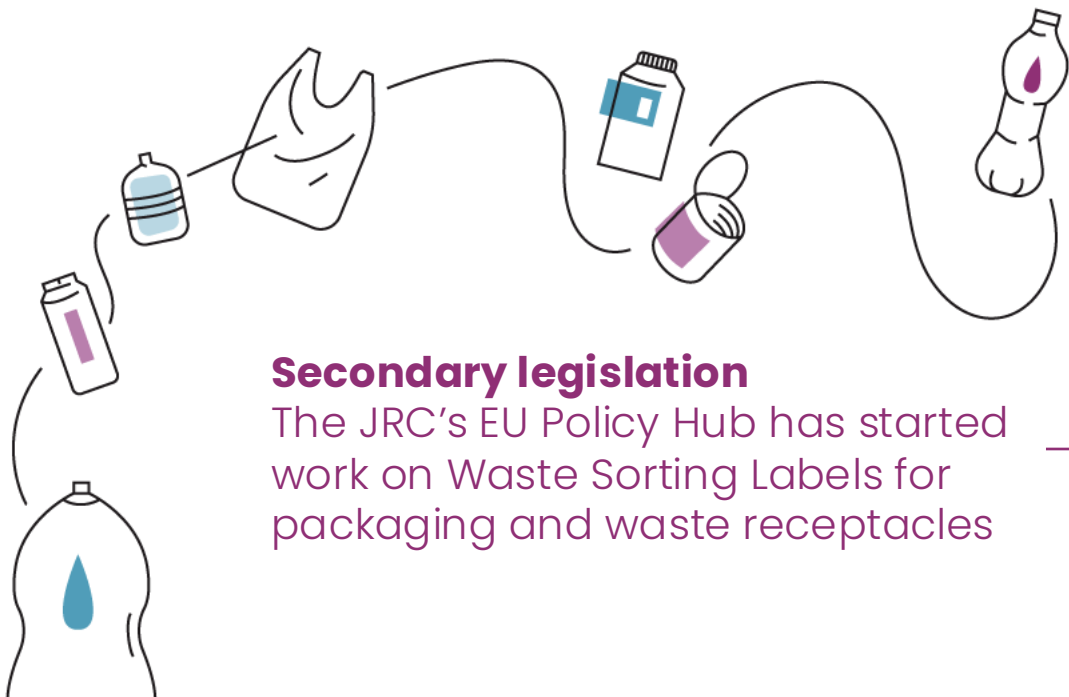 Secondary legislation
The JRC’s EU Policy Hub has started
work on Waste Sorting Labels for
packaging and waste receptacles